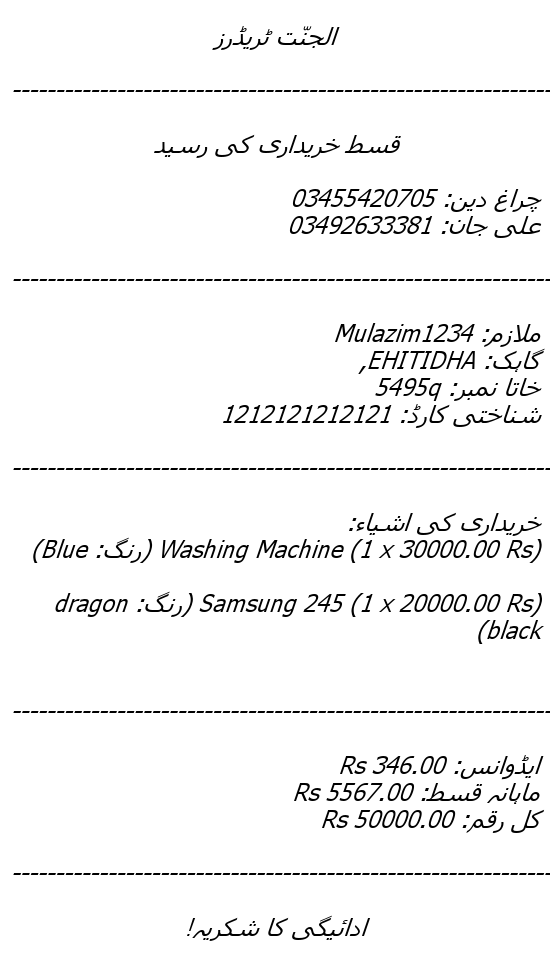 الجنّت ٹریڈرز
--------------------------------------------------------------
قسط خریداری کی رسید
چراغ دین: 03455420705
علی جان: 03492633381
--------------------------------------------------------------
ملازم: Mulazim1234
گاہک: EHITIDHA,
خاتا نمبر: 5495q
شناختی کارڈ: 1212121212121
--------------------------------------------------------------
خریداری کی اشیاء:
Washing Machine (1 x 30000.00 Rs) (رنگ: Blue)
Samsung 245 (1 x 20000.00 Rs) (رنگ: dragon
black)
--------------------------------------------------------------
ایڈوانس: Rs 346.00
ماہانہ قسط: Rs 5567.00
کل رقم: Rs 50000.00
--------------------------------------------------------------
ادائیگی کا شکریہ!